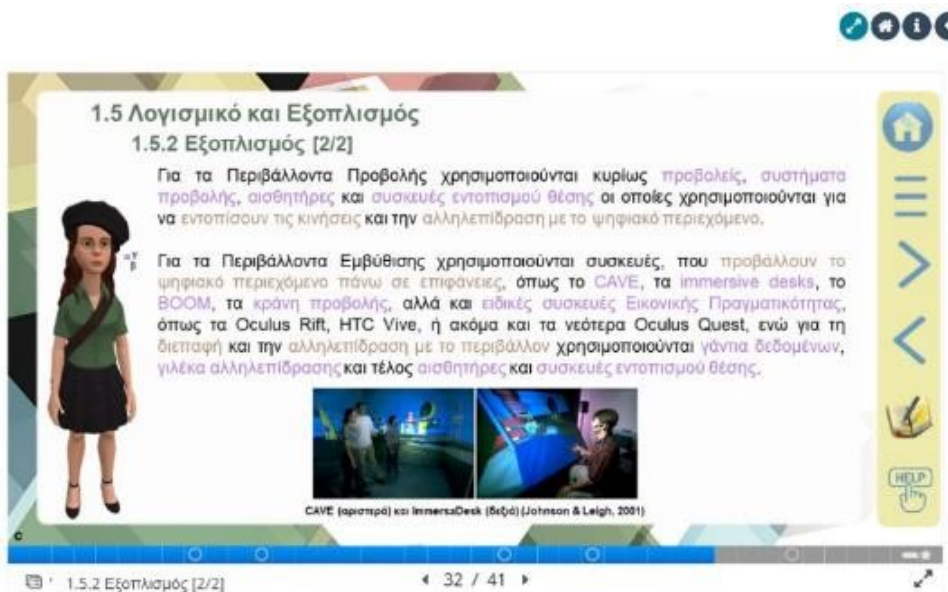 1.5 Λογισμικό και Εξοπλισμός
1.5.2 Εξοπλισμός [2/2]
Για τα Περιβάλλοντα Προβολής χρησιμοποιούνται κυρίως προβολείς, συστήματα
προβολής, αισθητήρες και συσκευές εντοπισμού θέσης οι οποίες χρησιμοποιούνται για
να εντοπίσουν τις κινήσεις και την αλληλεπίδραση με το ψηφιακό περιεχόμενο.
Για τα Περιβάλλοντα Εμβύθισης χρησιμοποιούνται συσκευές, που προβάλλουν το
ψηφιακό περιεχόμενο πάνω σε επιφάνειες, όπως το CAVE, τα immersive desks, το
BOOM, τα κράνη προβολής, αλλά και ειδικές συσκευές Εικονικής Πραγματικότητας,
όπως τα Oculus Rift, HTC Vive, ή ακόμα και τα νεότερα Oculus Quest, ενώ για τη
διεπαφή και την αλληλεπίδραση με το περιβάλλον χρησιμοποιούνται γάντια δεδομένων,
γιλέκα αλληλεπίδρασης και τέλος αισθητήρες και συσκευές εντοπισμού θέσης.
CAVE (αριστερά) και ImmersaDesk (δεξιά) (Johnson & Leigh, 2001)
HELP
1.5.2 Εξοπλισμός [2/2]
32 / 41